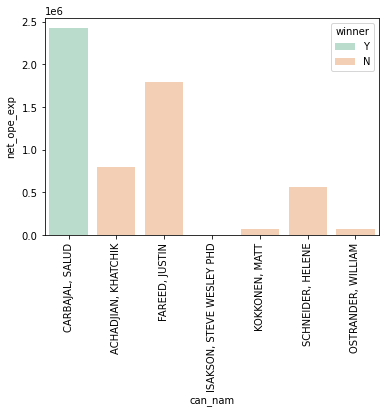 1e6
winner
Y
N
2.5
2.0
1.5
1.0
0.5
0.0
net_ope_exp
CARBAJAL, SALUD
ACHADJIAN, KHATCHIK
FAREED, JUSTIN
ISAKSON, STEVE WESLEY PHD
KOKKONEN, MATT
SCHNEIDER, HELENE
OSTRANDER, WILLIAM
can_nam